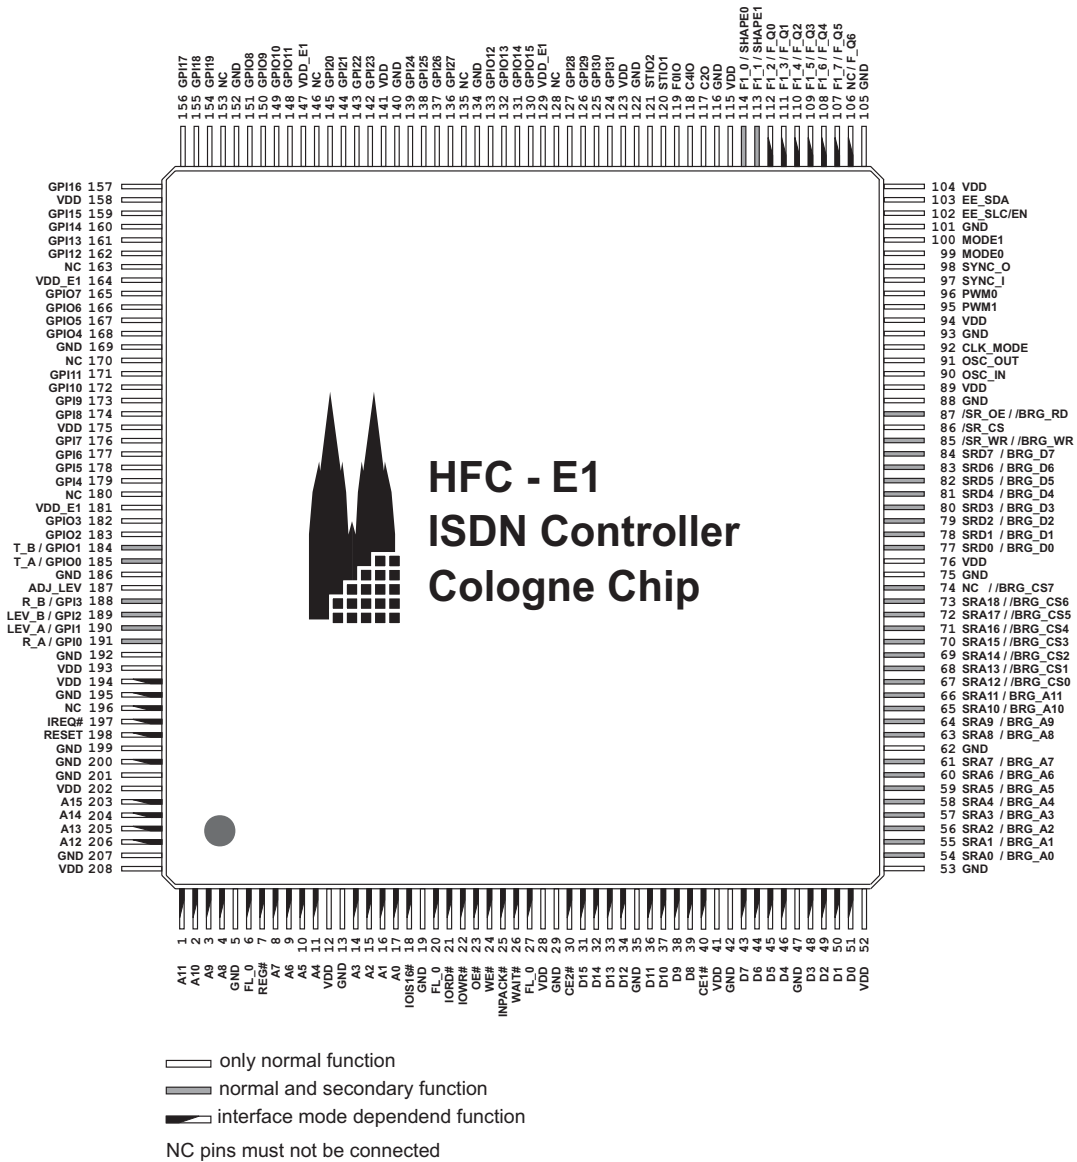 156 GPI17
155 GPI18
154 GPI19
153 NC
152 GND
151 GPIO8
150 GPIO9
149 GPIO10
148 GPIO11
147 VDD_E1
146 NC
145 GPI20
144 GPI21
143 GPI22
142 GPI23
141 VDD
140 GND
139 GPI24
138 GPI25
137 GPI26
136 GPI27
135 NC
134 GND
133 GPIO12
132 GPIO13
131 GPIO14
130 GPIO15
129 VDD_E1
128 NC
127 GPI28
126 GPI29
125 GPI30
124 GPI31
123 VDD
122 GND
121 STIO2
120 STIO1
119 F0IO
118 C4IO
117 C2O
116 GND
115 VDD
114 F1_0 / SHAPE0
113 F1_1 / SHAPE1
112 F1_2 / F_Q0
111 F1_3 / F_Q1
110 F1_4 / F_Q2
109 F1_5 / F_Q3
108 F1_6 / F_Q4
107 F1_7 / F_Q5
106 NC / F_Q6
105 GND
GPI16 157
VDD 158
GPI15 159
GPI14 160
GPI13 161
GPI12 162
NC 163
VDD_E1 164
GPIO7 165
GPIO6 166
GPIO5 167
GPIO4 168
GND 169
NC 170
GPI11 171
GPI10 172
GPI9 173
GPI8 174
VDD 175
GPI7 176
GPI6 177
GPI5 178
GPI4 179
NC 180
VDD_E1 181
GPIO3 182
GPIO2 183
T_B / GPIO1 184
T_A / GPIO0 185
GND 186
ADJ_LEV 187
R_B / GPI3 188
LEV_B / GPI2 189
LEV_A / GPI1 190
R_A / GPI0 191
GND 192
VDD 193
VDD 194
GND 195
NC 196
IREQ# 197
RESET 198
GND 199
GND 200
GND 201
VDD 202
A15 203
A14 204
A13 205
A12 206
GND 207
VDD 208
HFC - E1
ISDN Controller
Cologne Chip
104 VDD
103 EE_SDA
102 EE_SLC/EN
101 GND
100 MODE1
99 MODE0
98 SYNC_O
97 SYNC_I
96 PWM0
95 PWM1
94 VDD
93 GND
92 CLK_MODE
91 OSC_OUT
90 OSC_IN
89 VDD
88 GND
87 /SR_OE / /BRG_RD
86 /SR_CS
85 /SR_WR / /BRG_WR
84 SRD7 / BRG_D7
83 SRD6 / BRG_D6
82 SRD5 / BRG_D5
81 SRD4 / BRG_D4
80 SRD3 / BRG_D3
79 SRD2 / BRG_D2
78 SRD1 / BRG_D1
77 SRD0 / BRG_D0
76 VDD
75 GND
74 NC / /BRG_CS7
73 SRA18 / /BRG_CS6
72 SRA17 / /BRG_CS5
71 SRA16 / /BRG_CS4
70 SRA15 / /BRG_CS3
69 SRA14 / /BRG_CS2
68 SRA13 / /BRG_CS1
67 SRA12 / /BRG_CS0
66 SRA11 / BRG_A11
65 SRA10 / BRG_A10
64 SRA9 / BRG_A9
63 SRA8 / BRG_A8
62 GND
61 SRA7 / BRG_A7
60 SRA6 / BRG_A6
59 SRA5 / BRG_A5
58 SRA4 / BRG_A4
57 SRA3 / BRG_A3
56 SRA2 / BRG_A2
55 SRA1 / BRG_A1
54 SRA0 / BRG_A0
53 GND
A11 1
A10 2
A9 3
A8 4
GND 5
FL_0 6
REG# 7
A7 8
A6 9
A5 10
A4 11
VDD 12
GND 13
A3 14
A2 15
A1 16
A0 17
IOIS16# 18
GND 19
FL_0 20
IORD# 21
IOWR# 22
OE# 23
WE# 24
INPACK# 25
WAIT# 26
FL_0 27
VDD 28
GND 29
CE2# 30
D15 31
D14 32
D13 33
D12 34
GND 35
D11 36
D10 37
D9 38
D8 39
CE1# 40
VDD 41
GND 42
D7 43
D6 44
D5 45
D4 46
GND 47
D3 48
D2 49
D1 50
D0 51
VDD 52
only normal function
normal and secondary function
interface mode dependend function
NC pins must not be connected